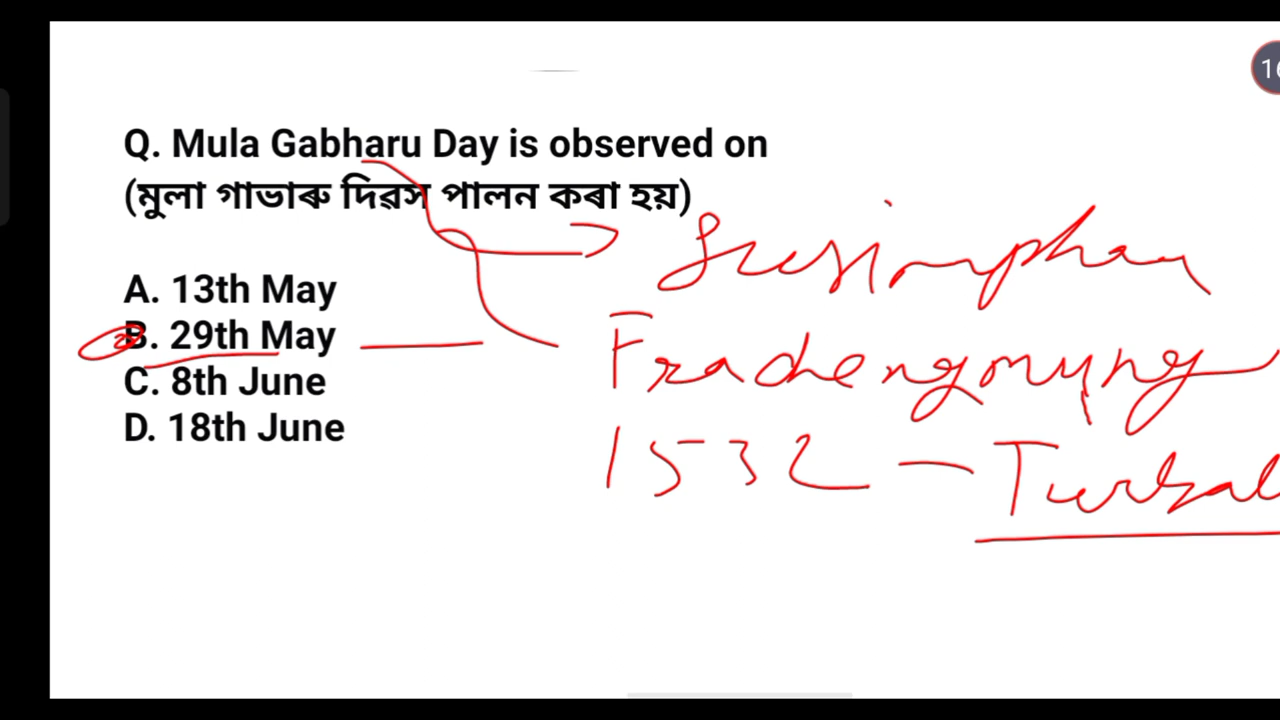 Q. Mula Gabharu Day is observed on
(মুলা গাভাৰু দিৱস পালন কৰা হয়)
A. 13th May
B. 29th May
C. 8th June
D. 18th June
Frachengmung
1532 —